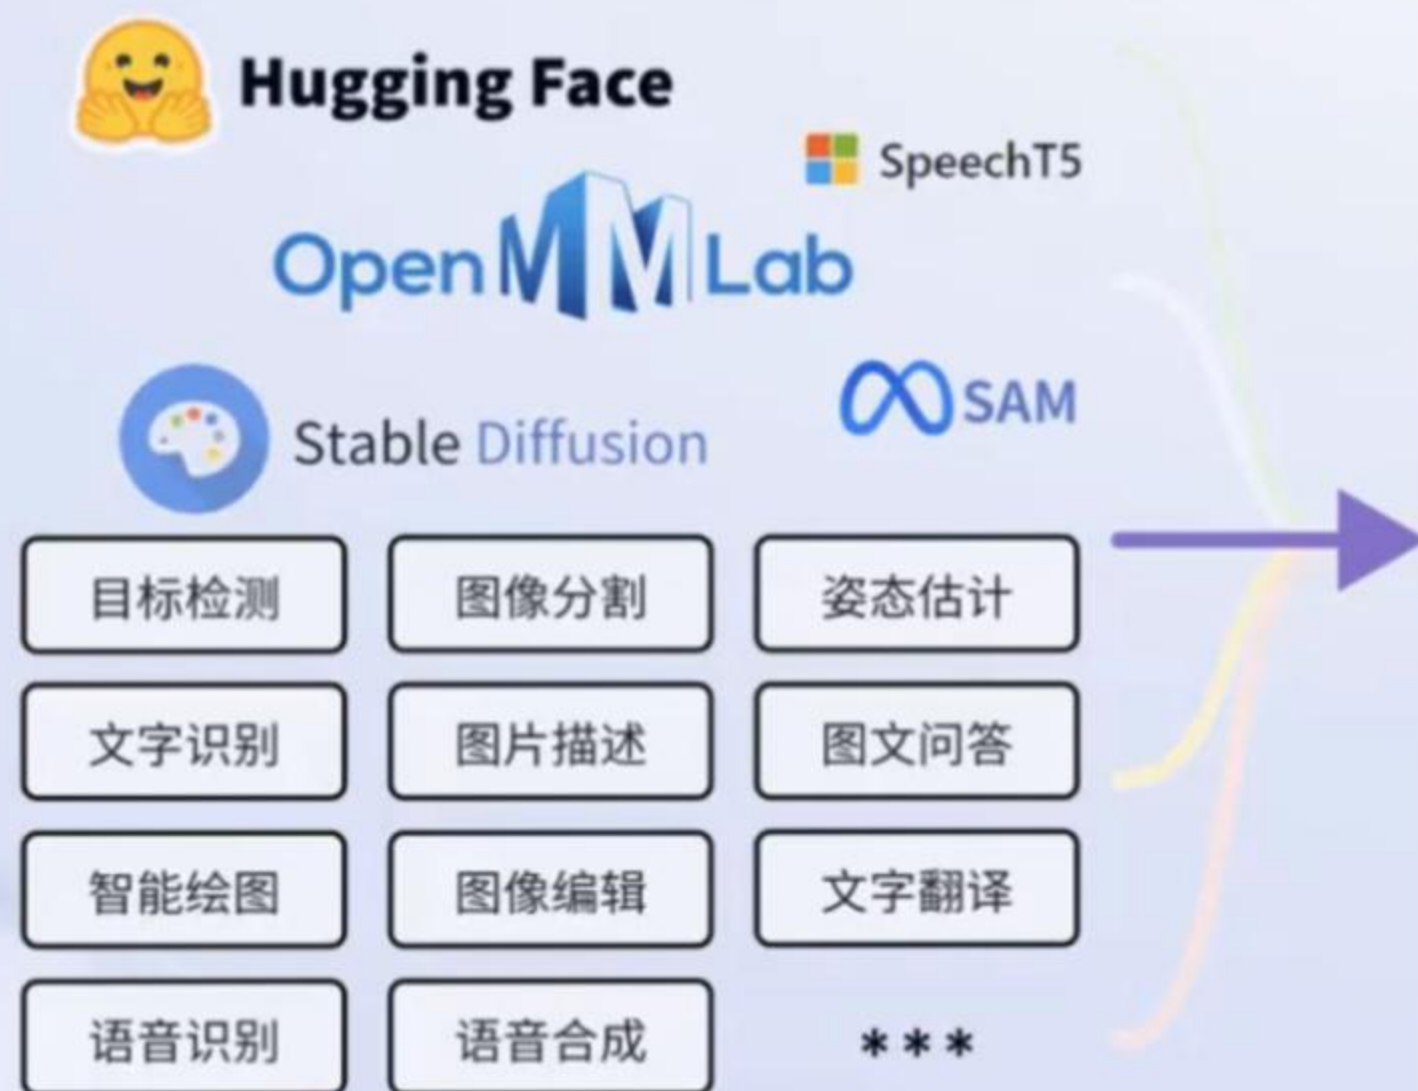 Hugging Face
SpeechT5
OpenMMLab
SAM
Stable Diffusion
目标检测 图像分割 姿态估计
文字识别 图片描述 图文问答
智能绘图 图像编辑 文字翻译
语音识别 语音合成 ***